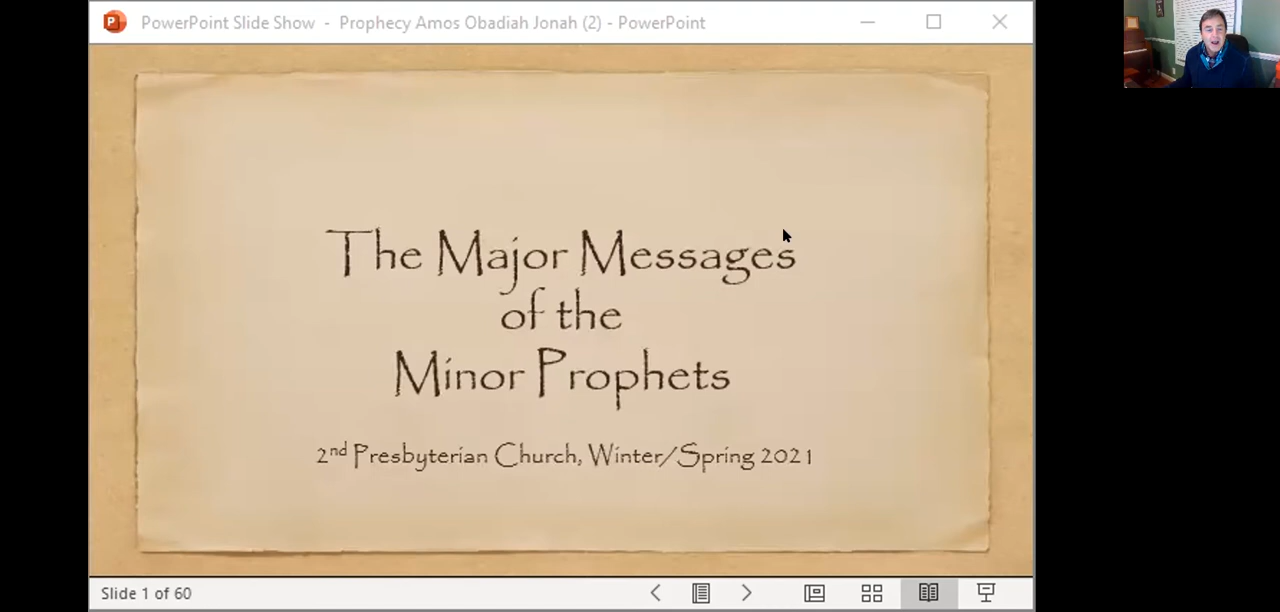 PowerPoint Slide Show - Prophecy Amos Obadiah Jonah (2) - PowerPoint
The Major Messages
of the
Minor Prophets
2nd Presbyterian Church, Winter/Spring 2021
Slide 1 of 60